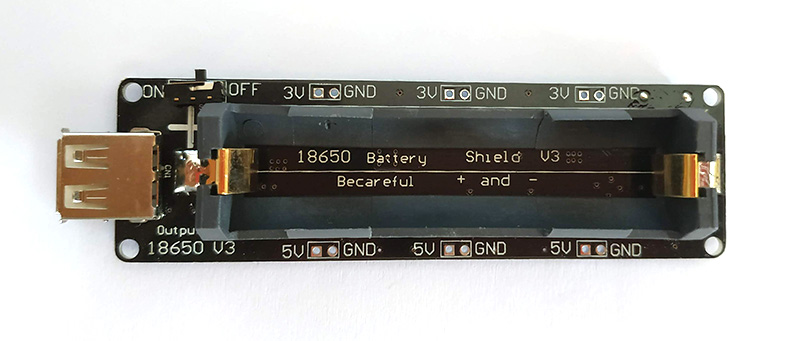 ON OFF 3V GND 3V GND 3V GND
18650 Battery Shield V3
Becareful + and -
Output
18650 V3 5V GND 5V GND 5V GND